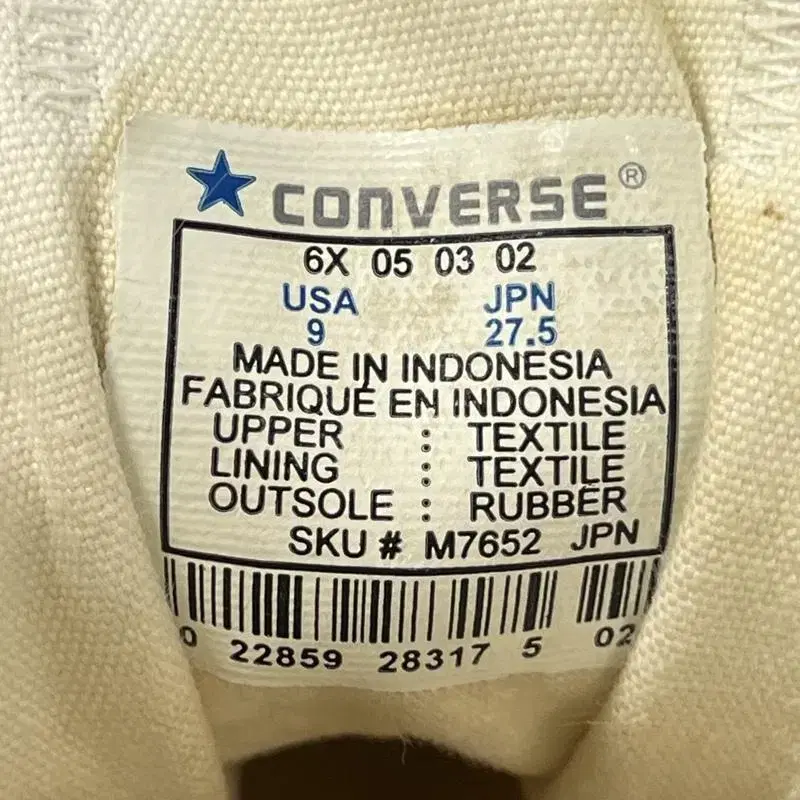 CONVERSE®
6X 05 03 02
USA JPN
9 27.5
MADE IN INDONESIA
FABRIQUÉ EN INDONESIA
UPPER : TEXTILE
LINING : TEXTILE
OUTSOLE : RUBBER
SKU # M7652 JPN
0 22859 28317 5 02